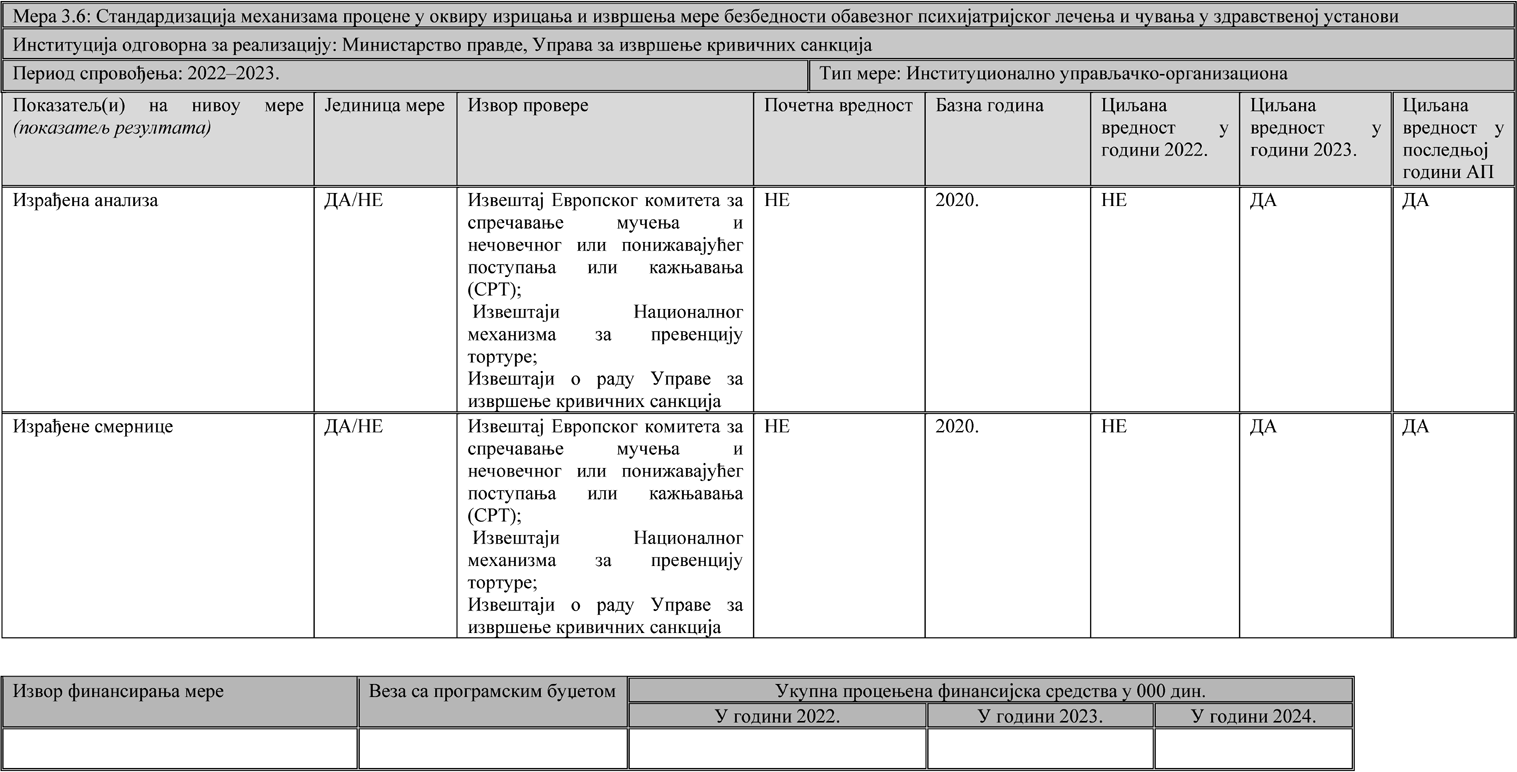 Мера 3.6: Стандардизација механизама процене у оквиру изрицања и извршења мере безбедности обавезног психијатријског лечења и чувања у здравственој установи
Институција одговорна за реализацију: Министарство правде, Управа за извршење кривичних санкција
Период спровођења: 2022–2023.
Тип мере: Институционално управљачко-организациона
Показатељ(и) на нивоу мере
(показатељ резултата)
Јединица мере
Извор провере
Почетна вредност
Базна година
Циљана
вредност у
години 2022.
Циљана
вредност у
години 2023.
Циљана
вредност у
последњој
години АП
Израђена анализа
ДА/НЕ
Извештај Европског комитета за
спречавање мучења и
нечовечног или понижавајућег
поступања или кажњавања
(СРТ);
Извештаји Националног
механизма за превенцију
тортуре;
Извештаји о раду Управе за
извршење кривичних санкција
НЕ
2020.
НЕ
ДА
ДА
Израђене смернице
ДА/НЕ
Извештај Европског комитета за
спречавање мучења и
нечовечног или понижавајућег
поступања или кажњавања
(СРТ);
Извештаји Националног
механизма за превенцију
тортуре;
Извештаји о раду Управе за
извршење кривичних санкција
НЕ
2020.
НЕ
ДА
ДА
Извор финансирања мере
Веза са програмским буџетом
Укупна процењена финансијска средства у 000 дин.
У години 2022.
У години 2023.
У години 2024.